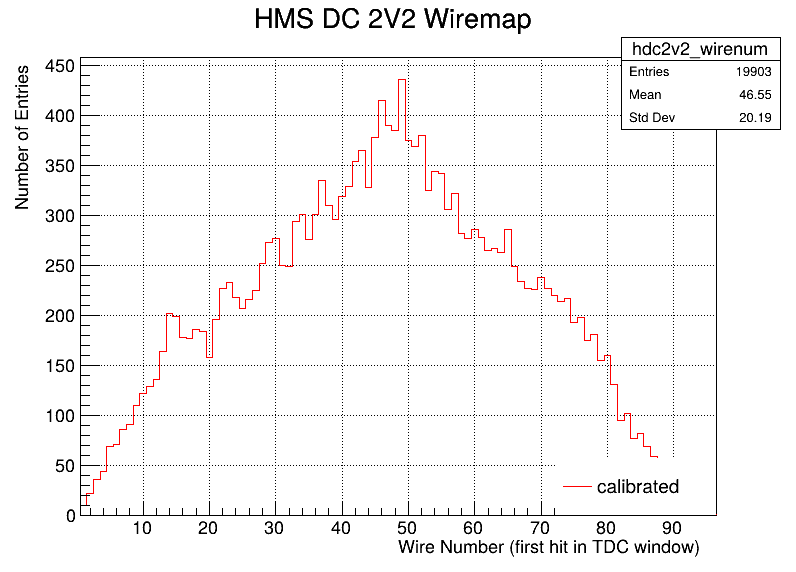 HMS DC 2V2 Wiremap
hdc2v2_wirenum
Entries 19903
Mean 46.55
Std Dev 20.19
Number of Entries
450
400
350
300
250
200
150
100
50
0
calibrated
10 20 30 40 50 60 70 80 90
Wire Number (first hit in TDC window)